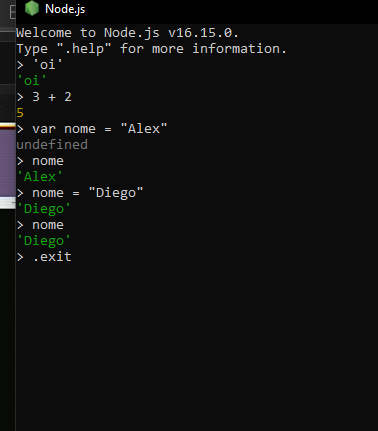 Node.js
Welcome to Node.js v16.15.0.
Type ".help" for more information.
> 'oi'
'oi'
> 3 + 2
5
> var nome = "Alex"
undefined
> nome
'Alex'
> nome = "Diego"
'Diego'
> nome
'Diego'
> .exit